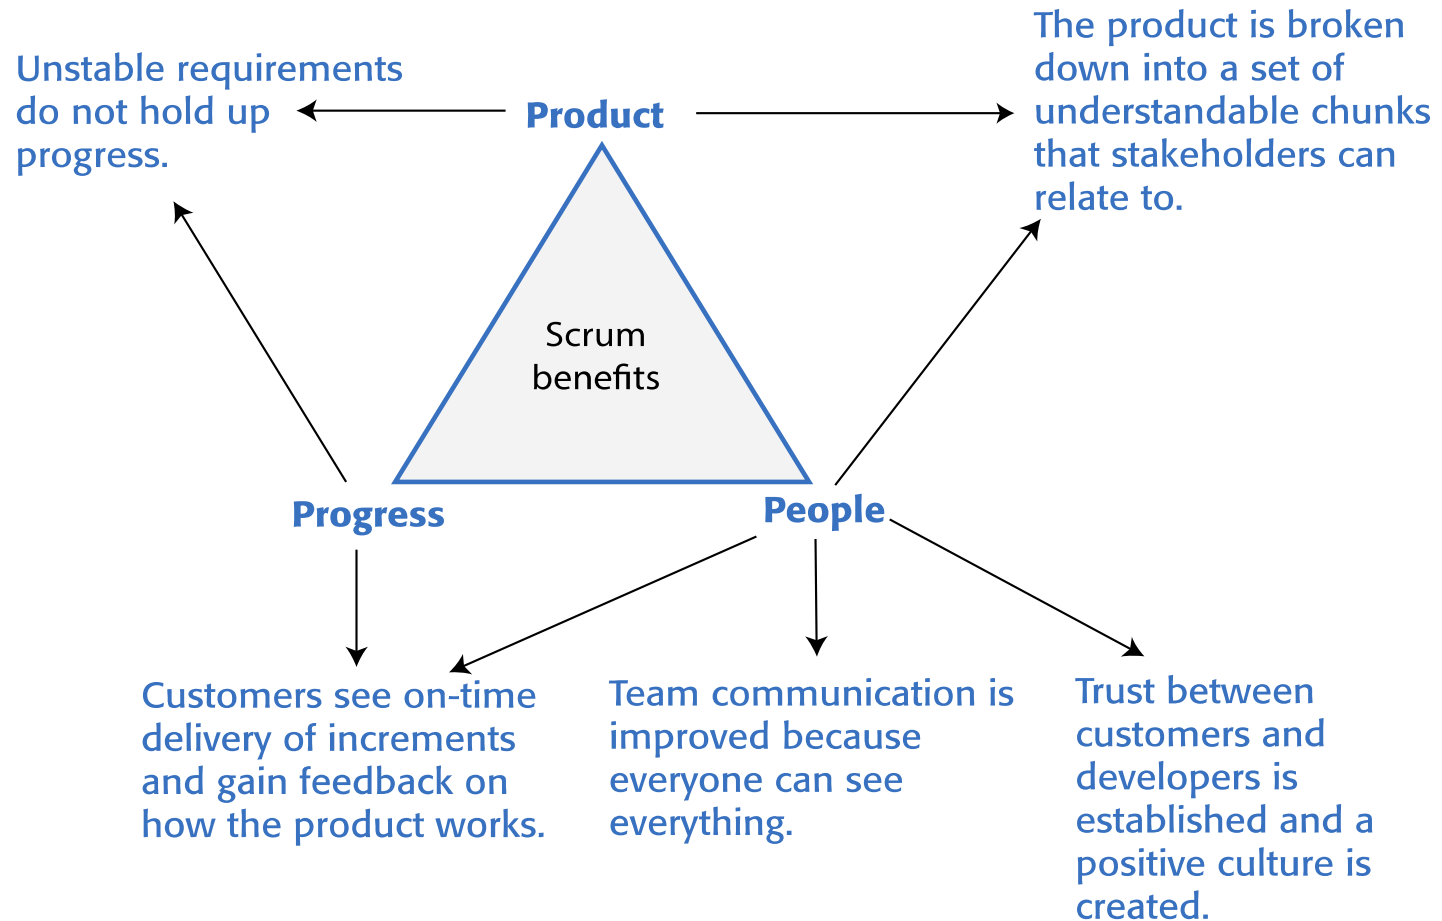 Unstable requirements
do not hold up
progress.
Product
The product is broken
down into a set of
understandable chunks
that stakeholders can
relate to.
Scrum
benefits
Progress
People
Customers see on-time
delivery of increments
and gain feedback on
how the product works.
Team communication is
improved because
everyone can see
everything.
Trust between
customers and
developers is
established and a
positive culture is
created.